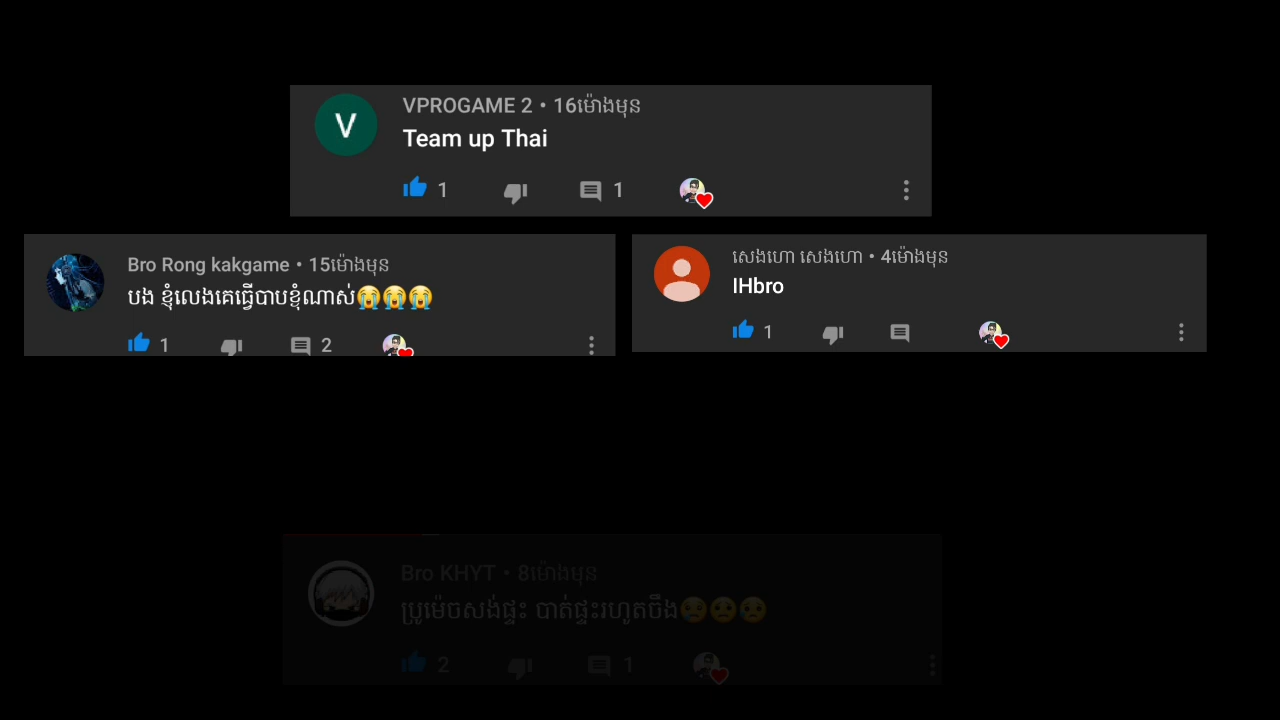 VPROGAME 2 • 16ម៉ោងមុន
Team up Thai
1
1
Bro Rong kakgame • 15ម៉ោងមុន
បង ខ្ញុំលេងគេធ្វើបាបខ្ញុំណាស់😭😭😭
1
2
សេងហោ សេងហោ • 4ម៉ោងមុន
IHbro
1
Bro KHYT • 8ម៉ោងមុន
ប្រូម៉េចសង់ផ្ទះ បាត់ផ្ទះរហូតចឹង😢😢😢
2
1